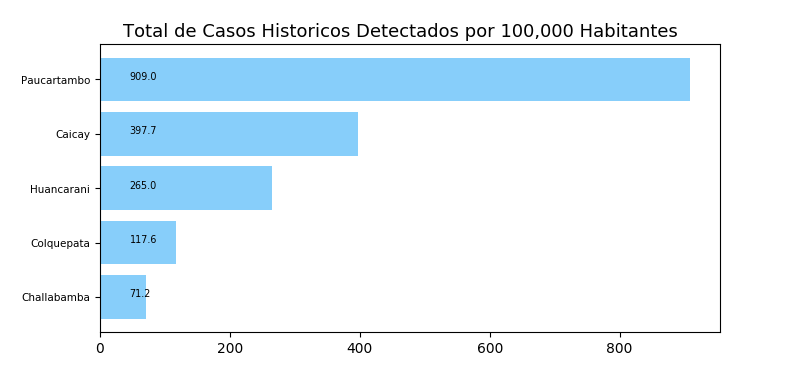 Total de Casos Historicos Detectados por 100,000 Habitantes
Paucartambo 909.0
Caicay 397.7
Huancarani 265.0
Colquepata 117.6
Challabamba 71.2
0 200 400 600 800